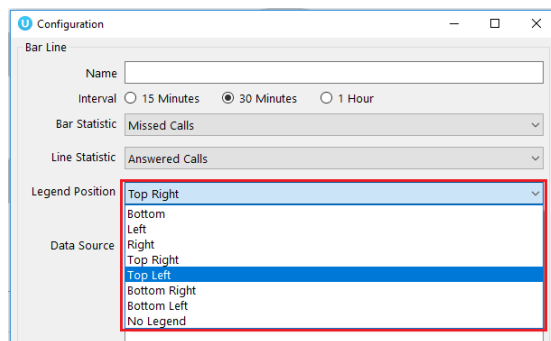 Configuration
Bar Line
Name
Interval 15 Minutes 30 Minutes 1 Hour
Bar Statistic Missed Calls
Line Statistic Answered Calls
Legend Position Top Right
Bottom
Left
Data Source Right
Top Right
Top Left
Bottom Right
Bottom Left
No Legend